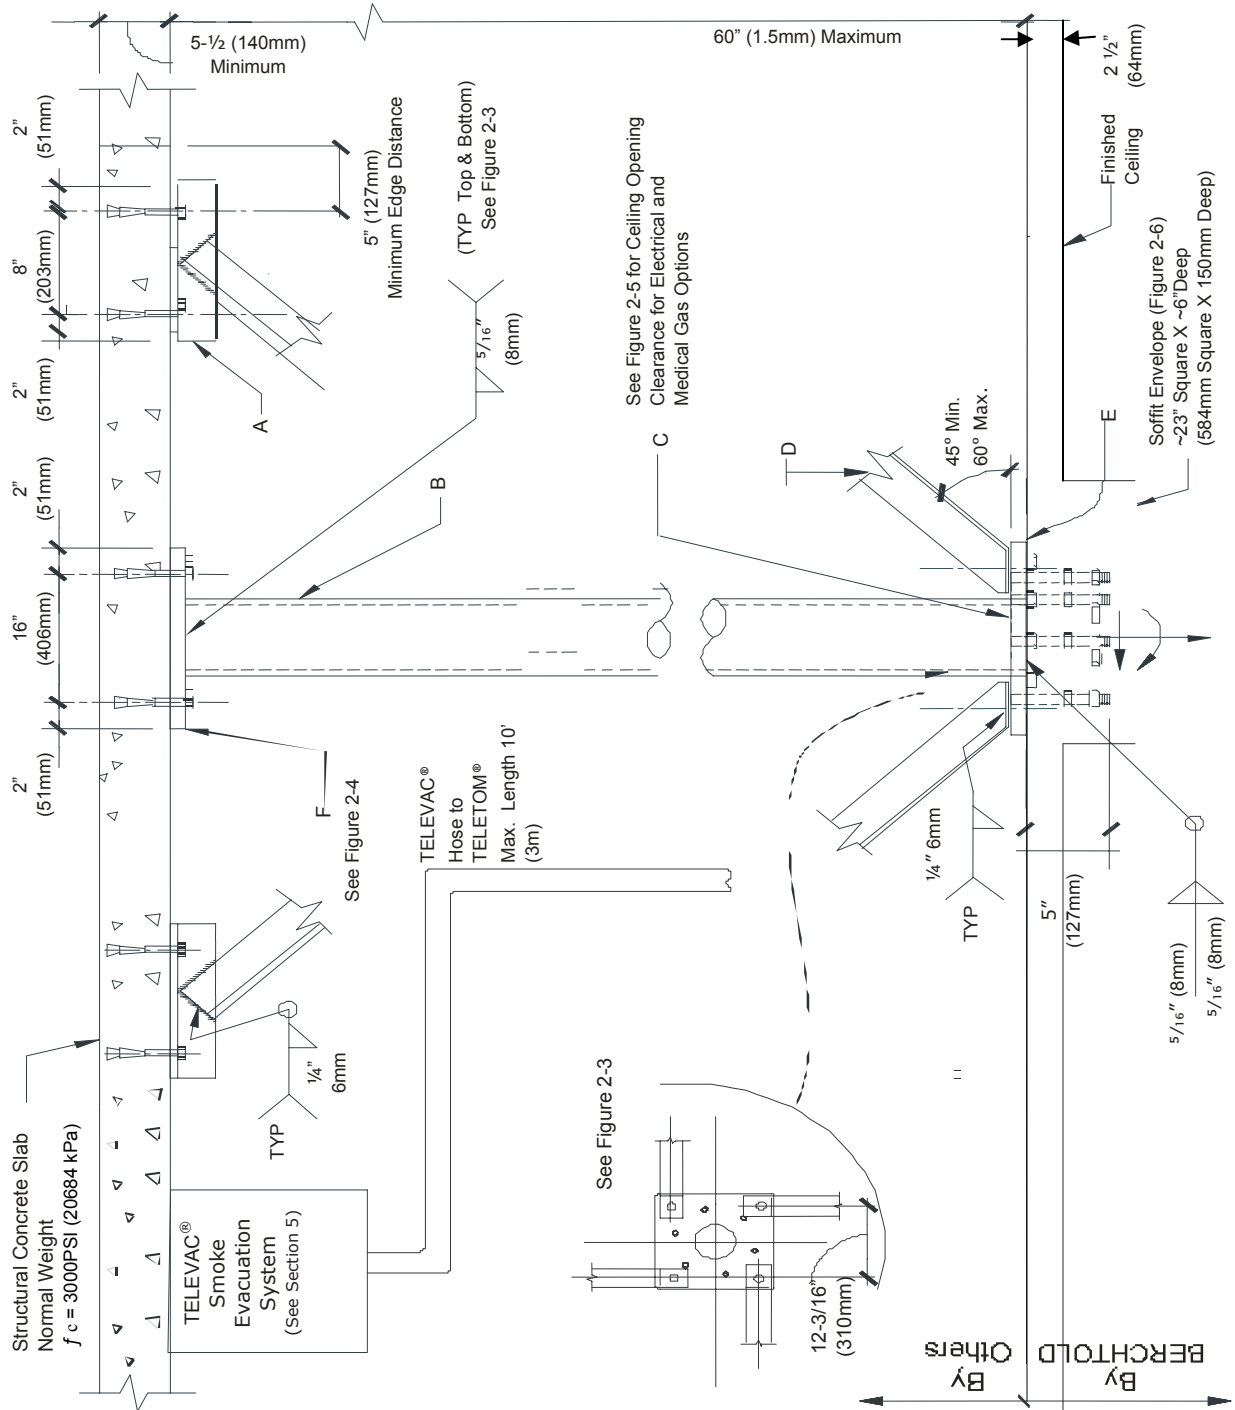 2"
(51mm)
8"
(203mm)
2"
(51mm)
2"
(51mm)
16"
(406mm)
2"
(51mm)
5-½ (140mm)
Minimum
60" (1.5mm) Maximum
2 ½"
(64mm)
5" (127mm)
Minimum Edge Distance
(TYP Top & Bottom)
See Figure 2-3
5/16"
(8mm)
See Figure 2-5 for Ceiling Opening
Clearance for Electrical and
Medical Gas Options
Finished
Ceiling
Soffit Envelope (Figure 2-6)
~23" Square X ~6"Deep
(584mm Square X 150mm Deep)
A
B
C
D
45° Min.
60° Max.
E
F
See Figure 2-4
TELEVAC®
Hose to
TELETOM®
Max. Length 10'
(3m)
¼" 6mm
TYP
5"
(127mm)
5/16" (8mm)
5/16" (8mm)
Structural Concrete Slab
Normal Weight
f c = 3000PSI (20684 kPa)
TYP
¼"
6mm
TELEVAC®
Smoke
Evacuation
System
(See Section 5)
See Figure 2-3
12-3/16"
(310mm)
By
Others
By
BERCHTOLD